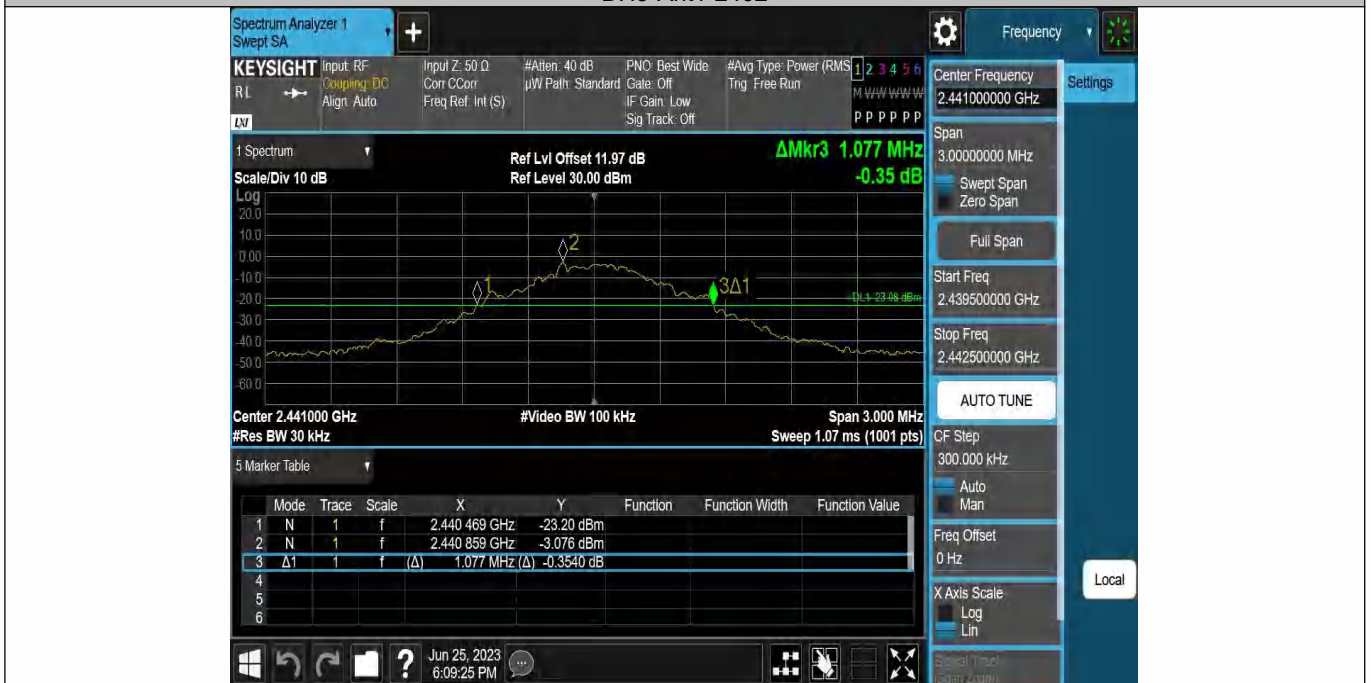 Spectrum Analyzer 1
Swept SA
+
Frequency
KEYSIGHT
RL
LXI
Input: RF
Coupling: DC
Align: Auto
Input Z: 50 Ω
Corr CCorr
Freq Ref: Int (S)
#Atten: 40 dB
µW Path: Standard
PNO: Best Wide
Gate: Off
IF Gain: Low
Sig Track: Off
#Avg Type: Power (RMS
Trig: Free Run
1 2 3 4 5 6
M W W W W W
P P P P P P
Center Frequency
2.441000000 GHz
Settings
1 Spectrum
Scale/Div 10 dB
Ref Lvl Offset 11.97 dB
Ref Level 30.00 dBm
ΔMkr3 1.077 MHz
-0.35 dB
Span
3.00000000 MHz
Swept Span
Zero Span
Full Span
Start Freq
2.439500000 GHz
Stop Freq
2.442500000 GHz
AUTO TUNE
CF Step
300.000 kHz
Auto
Man
Freq Offset
0 Hz
X Axis Scale
Log
Lin
Local
Log
20.0
10.0
0.00
-10.0
-20.0
-30.0
-40.0
-50.0
-60.0
1
2
3Δ1
DL1 -23.08 dBm
Center 2.441000 GHz
#Res BW 30 kHz
#Video BW 100 kHz
Span 3.000 MHz
Sweep 1.07 ms (1001 pts)
5 Marker Table
Mode Trace Scale X Y Function Function Width Function Value
1 N 1 f 2.440 469 GHz -23.20 dBm
2 N 1 f 2.440 859 GHz -3.076 dBm
3 Δ1 1 f (Δ) 1.077 MHz (Δ) -0.3540 dB
4
5
6
?
Jun 25, 2023
6:09:25 PM